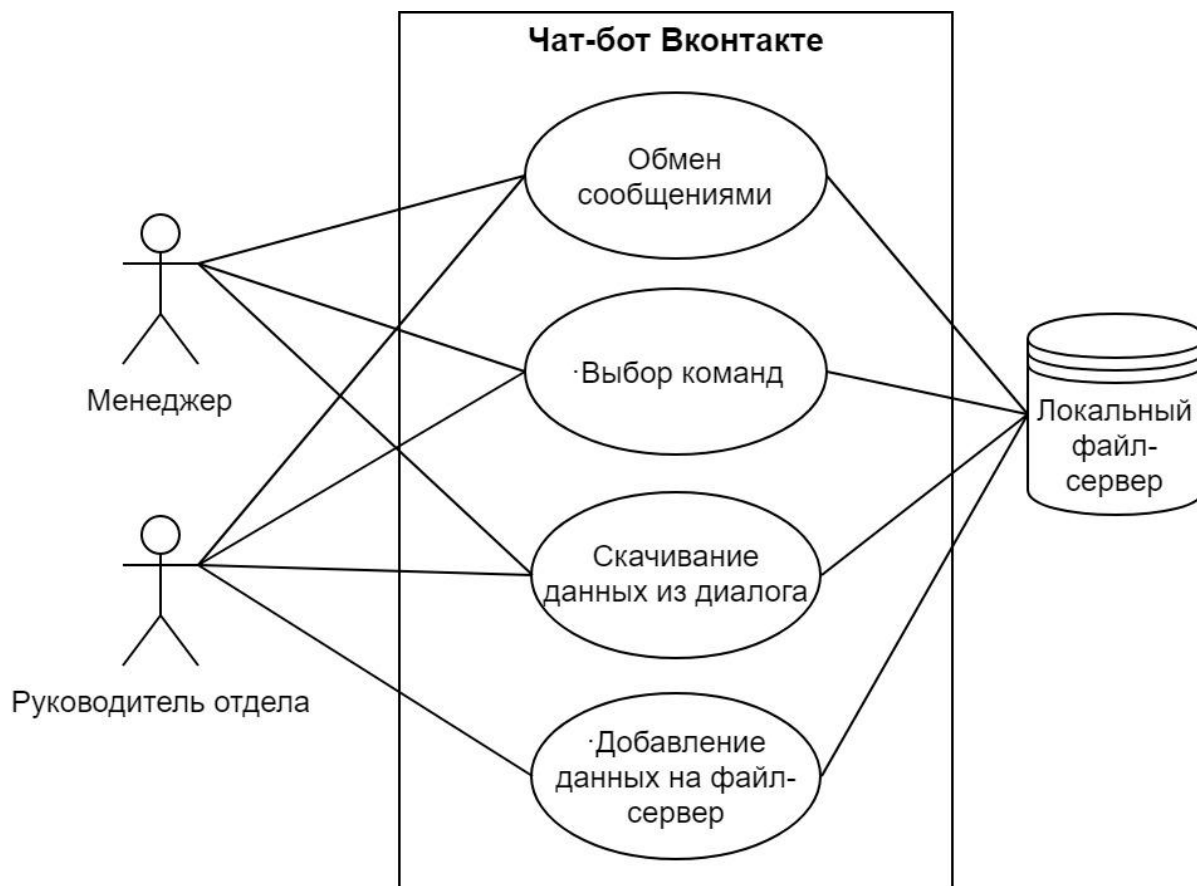 Чат-бот Вконтакте
Обмен
сообщениями
Менеджер
·Выбор команд
Локальный
файл-
сервер
Скачивание
данных из диалога
Руководитель отдела
·Добавление
данных на файл-
сервер